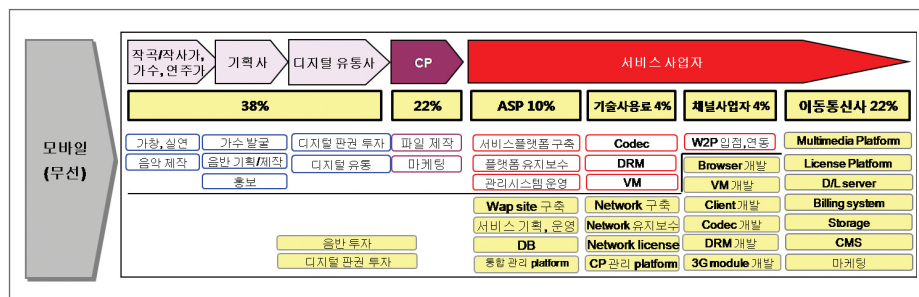 모바일
(무선)
작곡/작사가,
가수, 연주가
기획사
디지털 유통사
CP
서비스 사업자
38%
22%
ASP 10%
기술사용료 4%
채널사업자 4%
이동통신사 22%
가창, 실연
가수 발굴
디지털 판권 투자
파일 제작
서비스플랫폼 구축
Codec
W2P 입점, 연동
Multimedia Platform
음악 제작
음반 기획/제작
디지털 유통
마케팅
플랫폼 유지보수
DRM
Browser 개발
License Platform
홍보
관리시스템 운영
VM
VM 개발
D/L server
Wap site 구축
Network 구축
Client 개발
Billing system
서비스 기획, 운영
Network 유지보수
Codec 개발
Storage
음반 투자
DB
Network license
DRM 개발
CMS
디지털 판권 투자
통합 관리 platform
CP 관리 platform
3G module 개발
마케팅